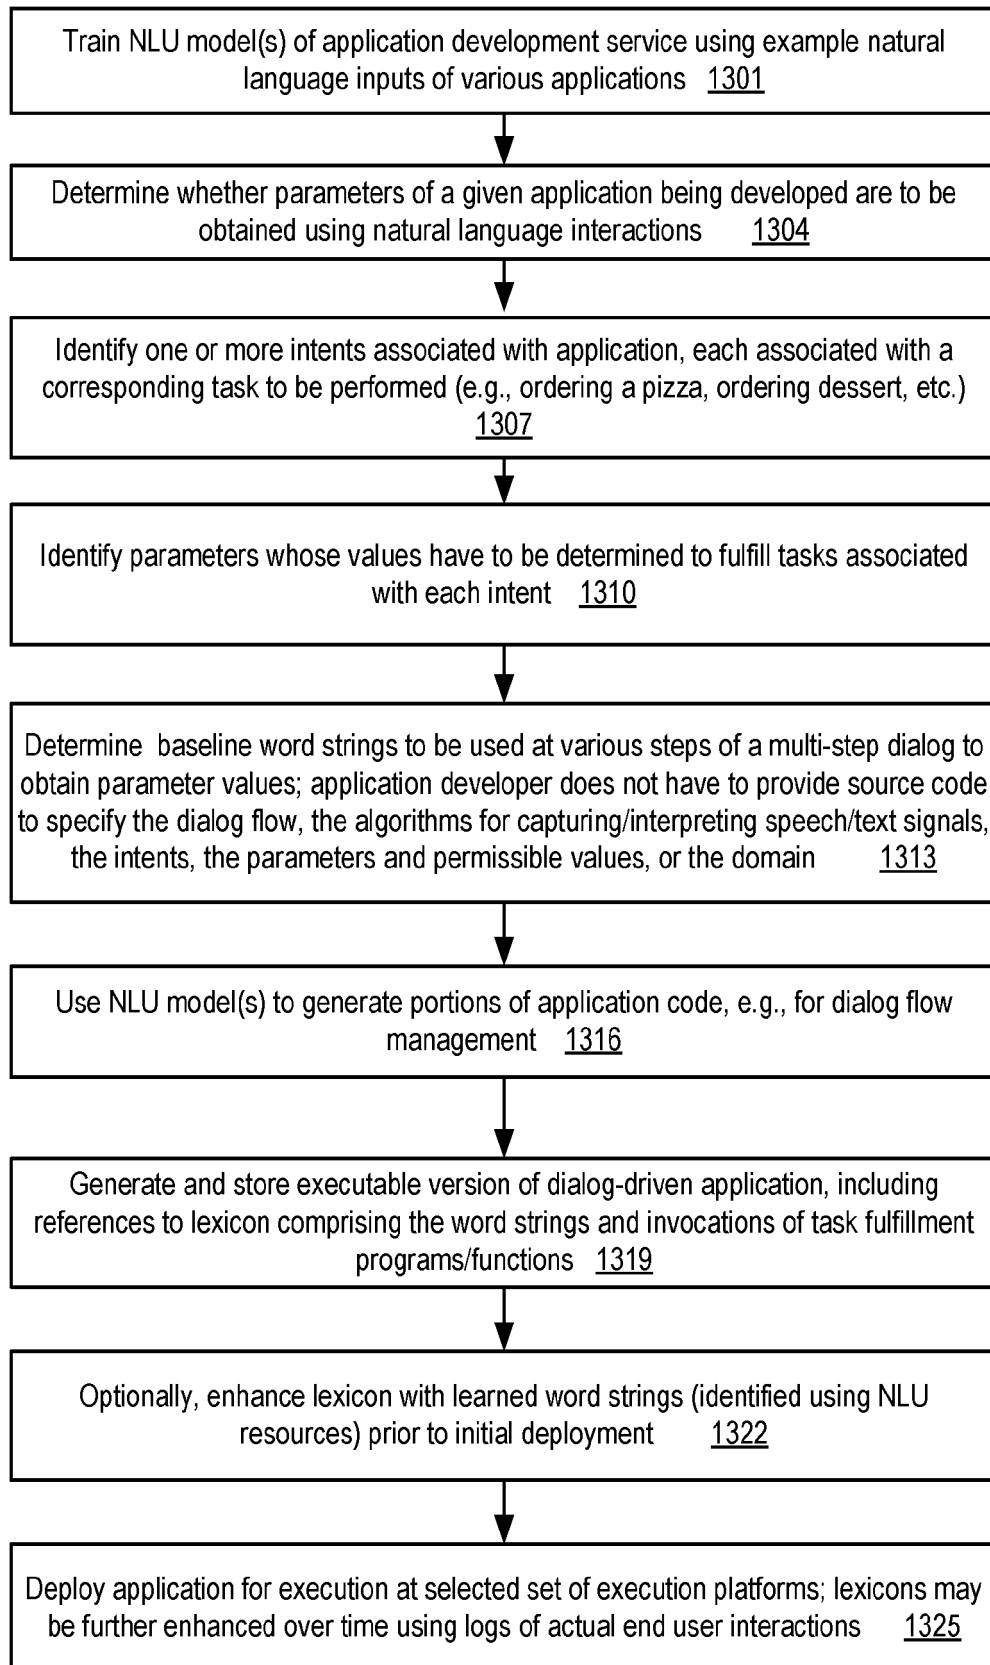 Train NLU model(s) of application development service using example natural
language inputs of various applications 1301
Determine whether parameters of a given application being developed are to be
obtained using natural language interactions 1304
Identify one or more intents associated with application, each associated with a
corresponding task to be performed (e.g., ordering a pizza, ordering dessert, etc.)
1307
Identify parameters whose values have to be determined to fulfill tasks associated
with each intent 1310
Determine baseline word strings to be used at various steps of a multi-step dialog to
obtain parameter values; application developer does not have to provide source code
to specify the dialog flow, the algorithms for capturing/interpreting speech/text signals,
the intents, the parameters and permissible values, or the domain 1313
Use NLU model(s) to generate portions of application code, e.g., for dialog flow
management 1316
Generate and store executable version of dialog-driven application, including
references to lexicon comprising the word strings and invocations of task fulfillment
programs/functions 1319
Optionally, enhance lexicon with learned word strings (identified using NLU
resources) prior to initial deployment 1322
Deploy application for execution at selected set of execution platforms; lexicons may
be further enhanced over time using logs of actual end user interactions 1325